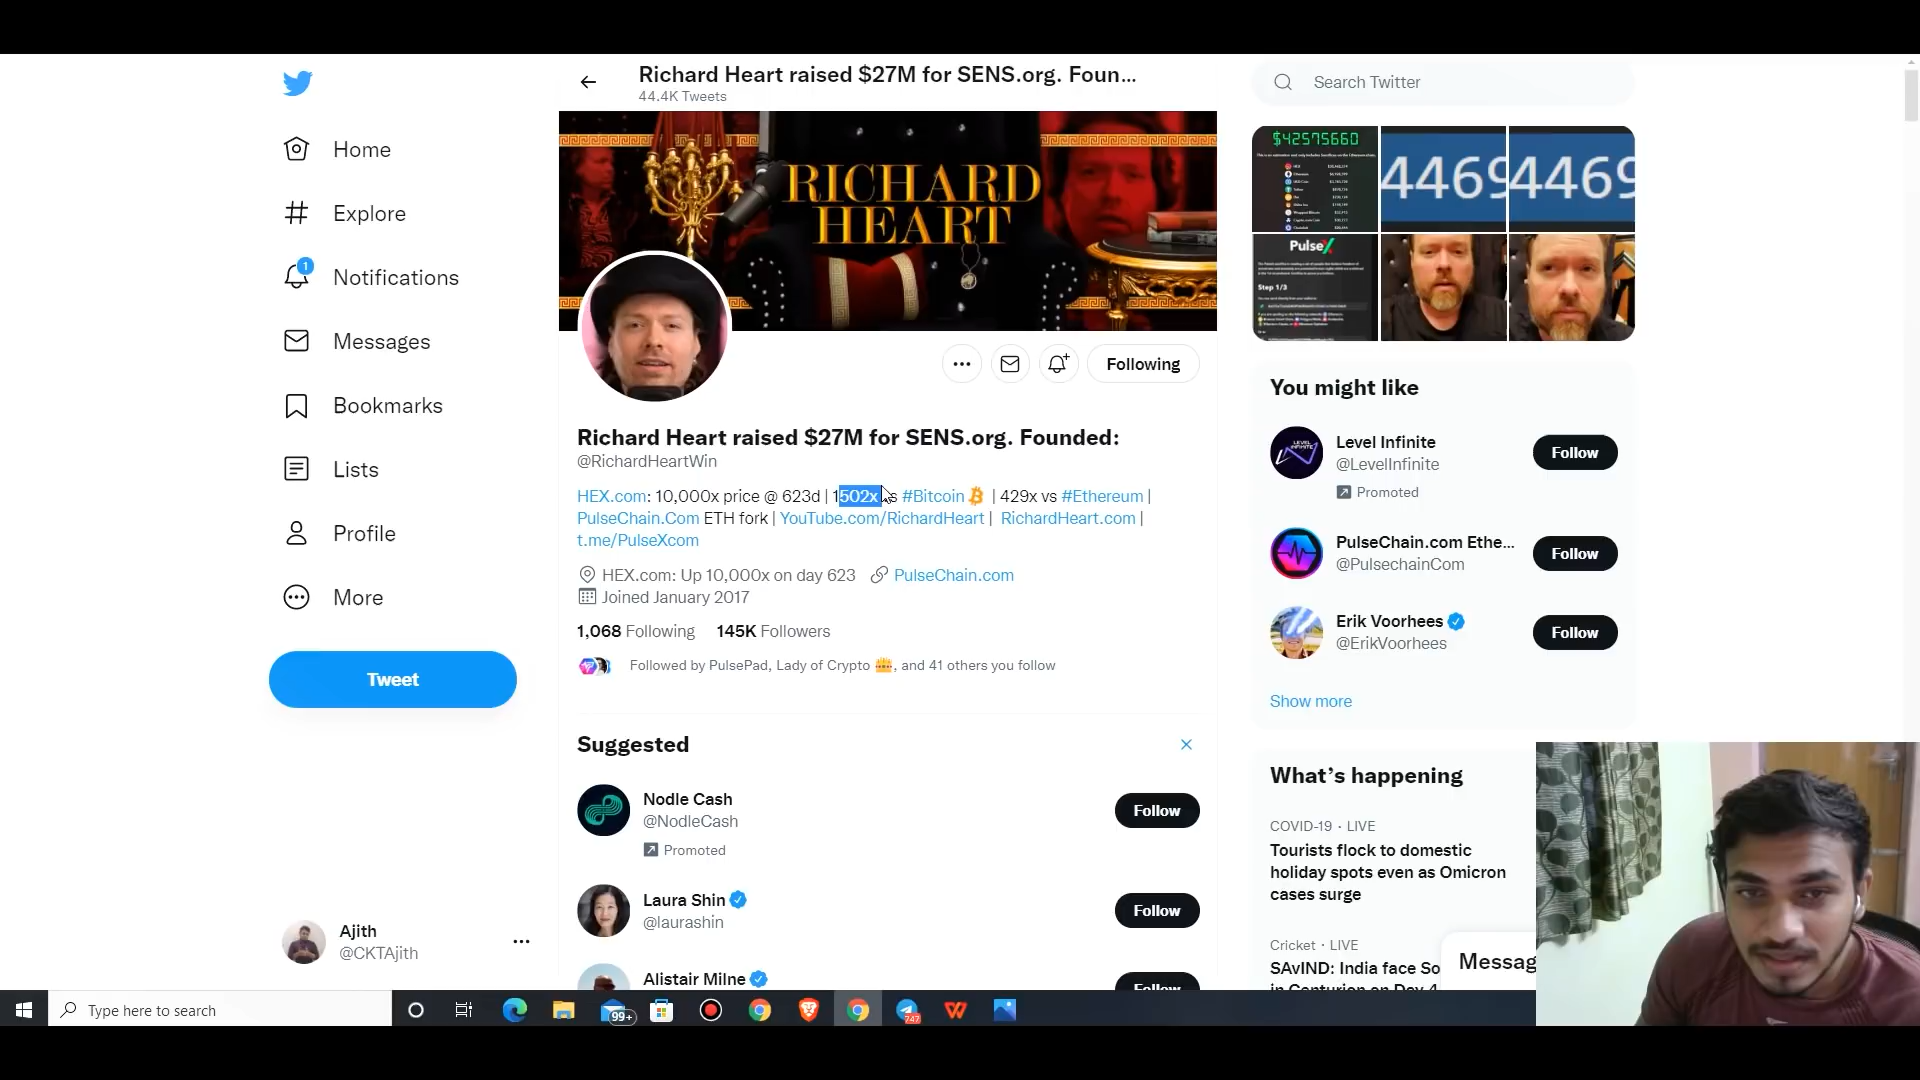 Richard Heart raised $27M for SENS.org. Foun...
44.4K Tweets
Search Twitter
Home
Explore
1
Notifications
Messages
Bookmarks
Lists
Profile
More
Tweet
Ajith
@CKTAjith
RICHARD
HEART
Following
Richard Heart raised $27M for SENS.org. Founded:
@RichardHeartWin
HEX.com: 10,000x price @ 623d | 1502x vs #Bitcoin | 429x vs #Ethereum |
PulseChain.Com ETH fork | YouTube.com/RichardHeart | RichardHeart.com |
t.me/PulseXcom
HEX.com: Up 10,000x on day 623 PulseChain.com
Joined January 2017
1,068 Following 145K Followers
Followed by PulsePad, Lady of Crypto, and 41 others you follow
Suggested
Nodle Cash
@NodleCash
Promoted
Follow
Laura Shin
@laurashin
Follow
Alistair Milne
Follow
$42575660
4469
4469
PulseX
Step 1/3
You might like
LEVEL INFINITE
Level Infinite
@LevelInfinite
Promoted
Follow
PulseChain.com Ethe...
@PulsechainCom
Follow
Erik Voorhees
@ErikVoorhees
Follow
Show more
What's happening
COVID-19 · LIVE
Tourists flock to domestic
holiday spots even as Omicron
cases surge
Cricket · LIVE
SAvIND: India face So
in Centurion on Day 4
Messag
Type here to search
99+
747